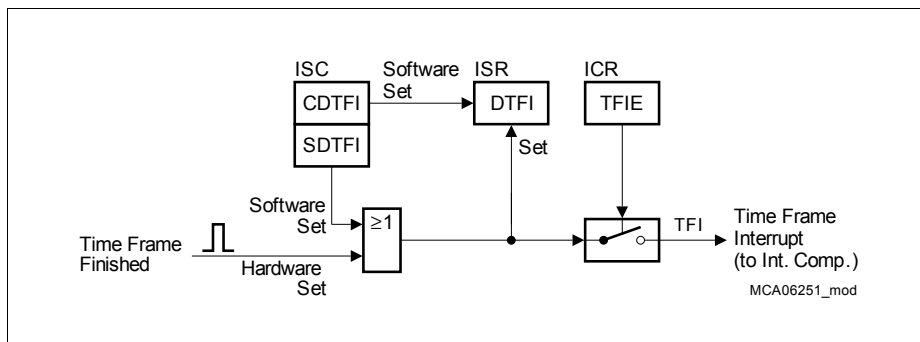 ISC
Software
Set
ISR
ICR
CDTFI
DTFI
TFIE
SDTFI
Set
Software
Set
≥1
TFI
Time Frame
Interrupt
(to Int. Comp.)
Time Frame
Finished
Hardware
Set
MCA06251_mod